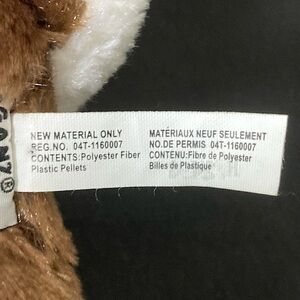 NEW MATERIAL ONLY
REG.NO. 04T-1160007
CONTENTS:Polyester Fiber
Plastic Pellets
MATÉRIAUX NEUF SEULEMENT
NO.DE PERMIS 04T-1160007
CONTENU:Fibre de Polyester
Billes de Plastique
GANZ®